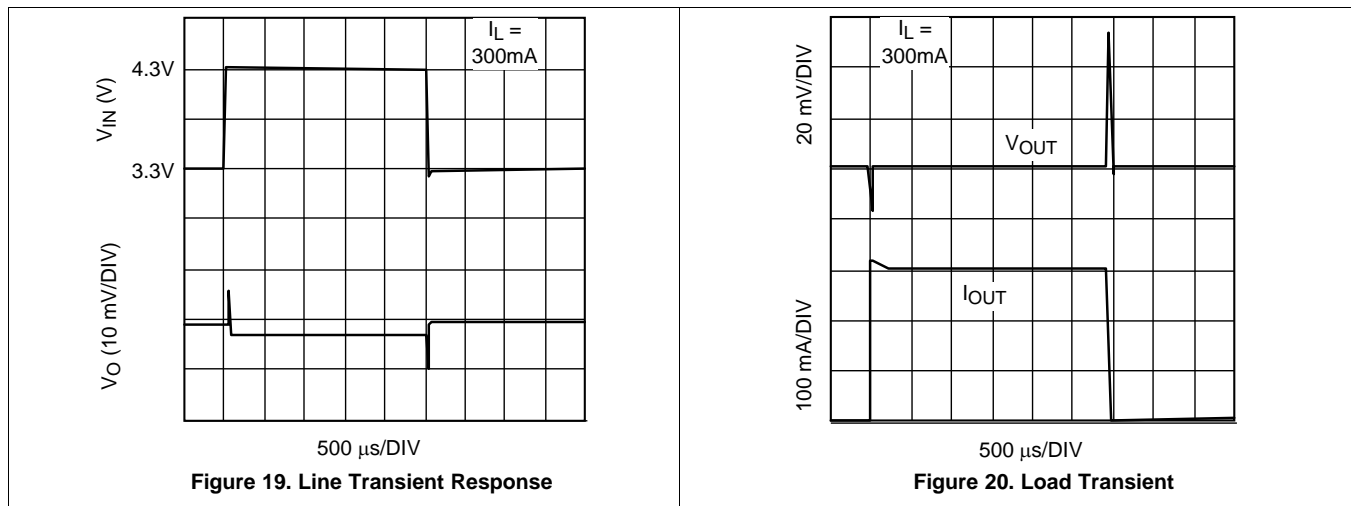 I_L =
300mA
4.3V
V_IN (V)
3.3V
V_O (10 mV/DIV)
500 μs/DIV
Figure 19. Line Transient Response
I_L =
300mA
20 mV/DIV
V_OUT
I_OUT
100 mA/DIV
500 μs/DIV
Figure 20. Load Transient